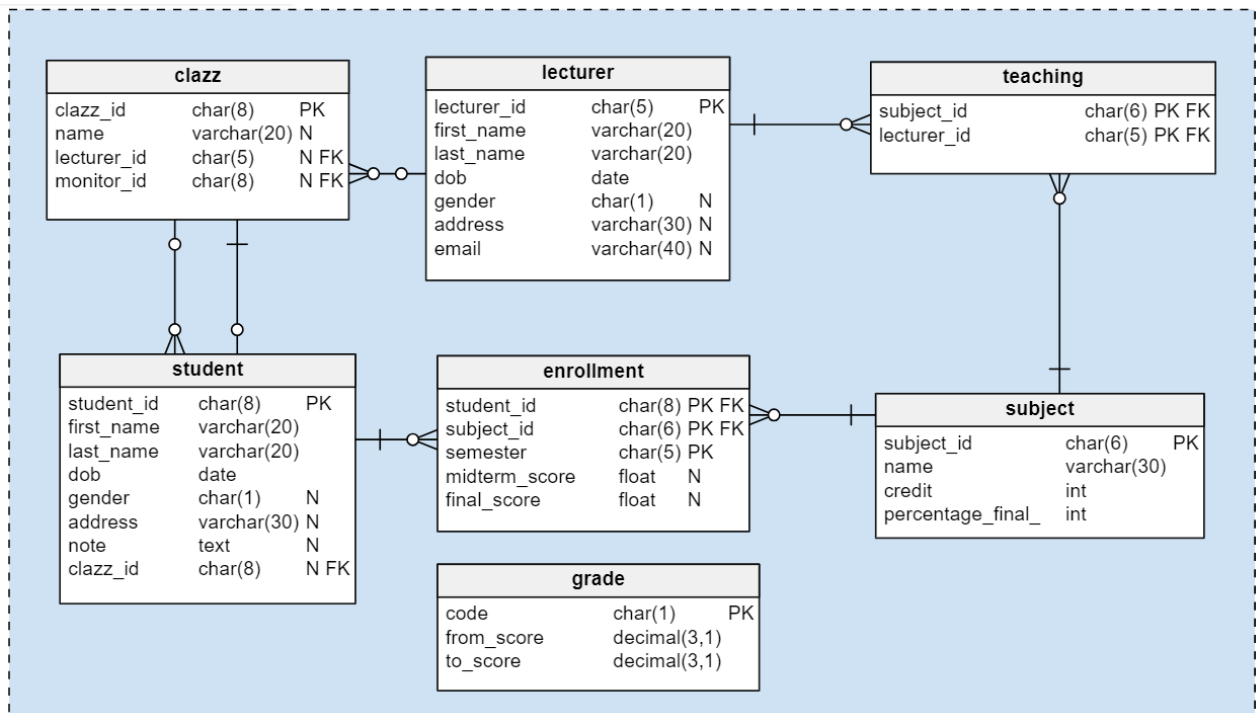 clazz
clazz_id char(8) PK
name varchar(20) N
lecturer_id char(5) N FK
monitor_id char(8) N FK
lecturer
lecturer_id char(5) PK
first_name varchar(20)
last_name varchar(20)
dob date
gender char(1) N
address varchar(30) N
email varchar(40) N
teaching
subject_id char(6) PK FK
lecturer_id char(5) PK FK
student
student_id char(8) PK
first_name varchar(20)
last_name varchar(20)
dob date
gender char(1) N
address varchar(30) N
note text N
clazz_id char(8) N FK
enrollment
student_id char(8) PK FK
subject_id char(6) PK FK
semester char(5) PK
midterm_score float N
final_score float N
subject
subject_id char(6) PK
name varchar(30)
credit int
percentage_final_ int
grade
code char(1) PK
from_score decimal(3,1)
to_score decimal(3,1)